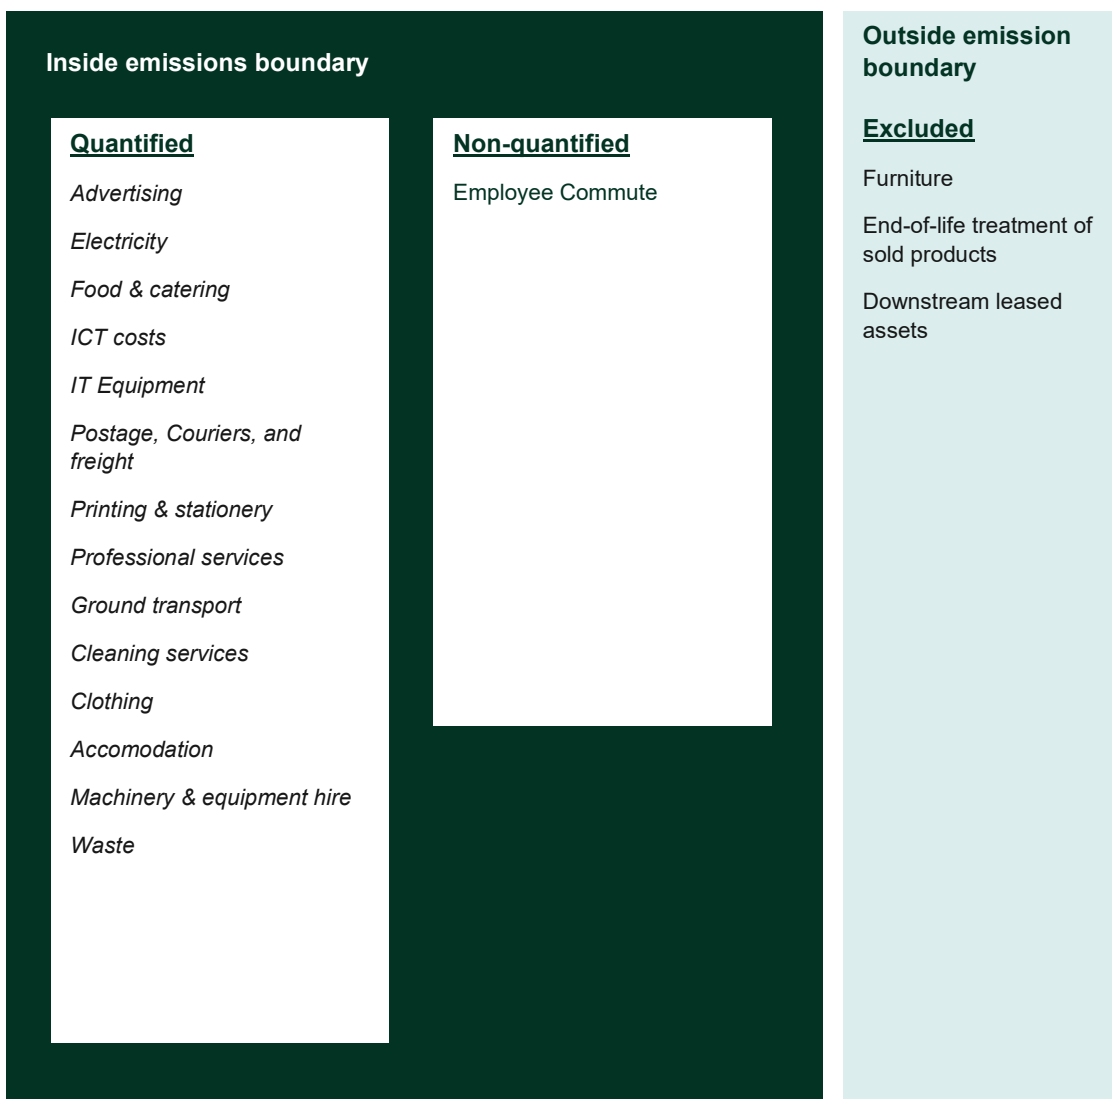 Inside emissions boundary
Quantified
Advertising
Electricity
Food & catering
ICT costs
IT Equipment
Postage, Couriers, and
freight
Printing & stationery
Professional services
Ground transport
Cleaning services
Clothing
Accomodation
Machinery & equipment hire
Waste
Non-quantified
Employee Commute
Outside emission
boundary
Excluded
Furniture
End-of-life treatment of
sold products
Downstream leased
assets